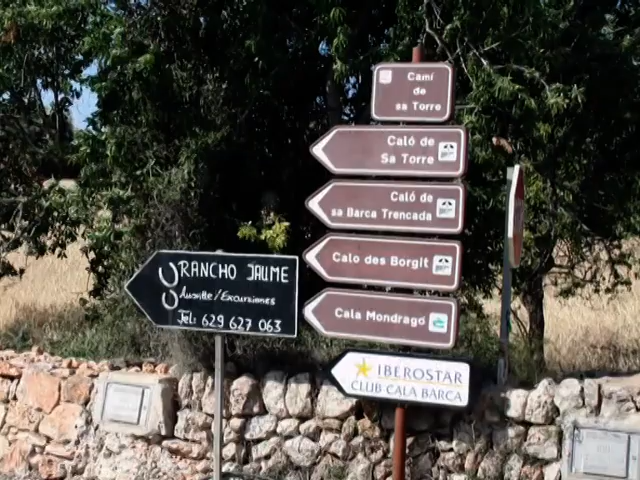 Camí
de
sa Torre
Caló de
Sa Torre
Caló de
sa Barca Trencada
Calo des Borgit
Cala Mondragó
IBEROSTAR
CLUB CALA BARCA
RANCHO JAUME
Ausritte/Excursiones
Tel: 629 627 063